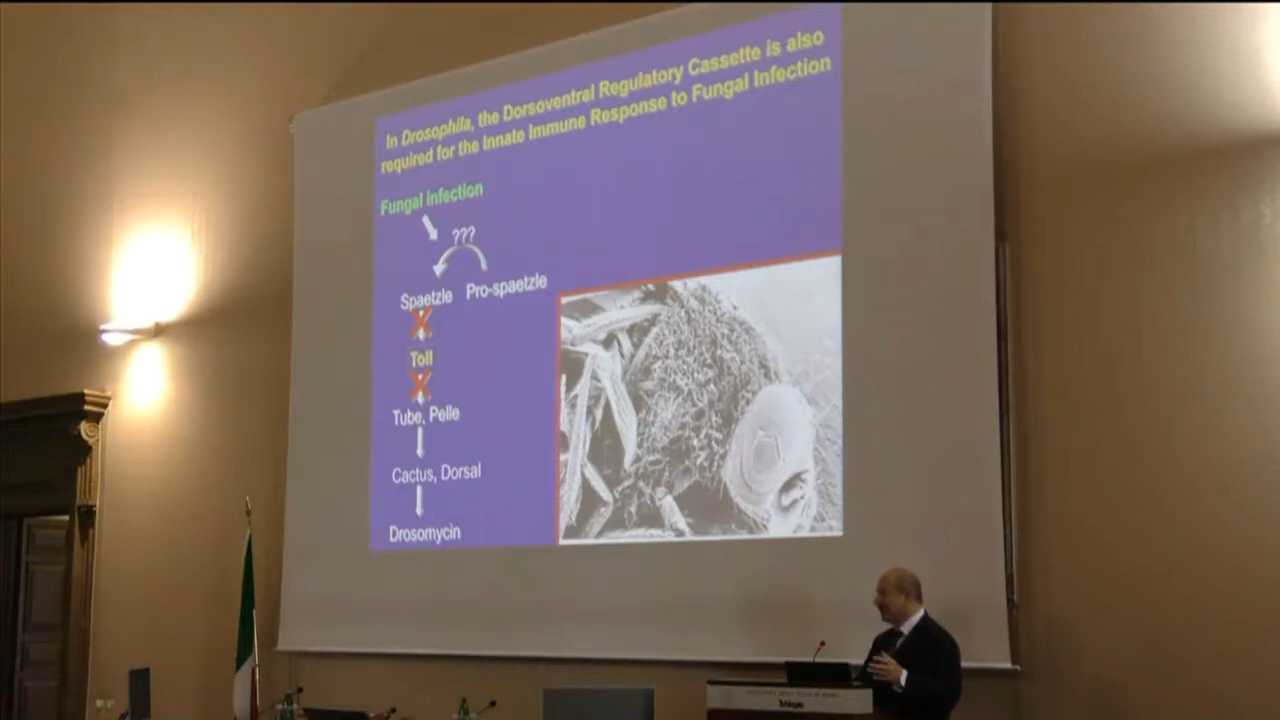 In Drosophila, the Dorsoventral Regulatory Cassette is also
required for the Innate Immune Response to Fungal Infection
Fungal infection
???
Spaetzle Pro-spaetzle
Toll
Tube, Pelle
Cactus, Dorsal
Drosomycin